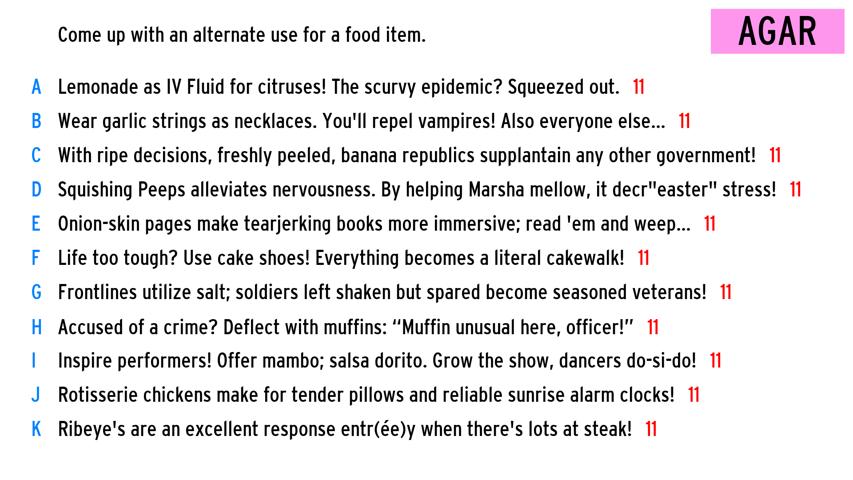 Come up with an alternate use for a food item.
AGAR
A Lemonade as IV Fluid for citruses! The scurvy epidemic? Squeezed out. 11
B Wear garlic strings as necklaces. You'll repel vampires! Also everyone else... 11
C With ripe decisions, freshly peeled, banana republics supplantain any other government! 11
D Squishing Peeps alleviates nervousness. By helping Marsha mellow, it decr"easter" stress! 11
E Onion-skin pages make tearjerking books more immersive; read 'em and weep... 11
F Life too tough? Use cake shoes! Everything becomes a literal cakewalk! 11
G Frontlines utilize salt; soldiers left shaken but spared become seasoned veterans! 11
H Accused of a crime? Deflect with muffins: “Muffin unusual here, officer!” 11
I Inspire performers! Offer mambo; salsa dorito. Grow the show, dancers do-si-do! 11
J Rotisserie chickens make for tender pillows and reliable sunrise alarm clocks! 11
K Ribeye's are an excellent response entr(ée)y when there's lots at steak! 11